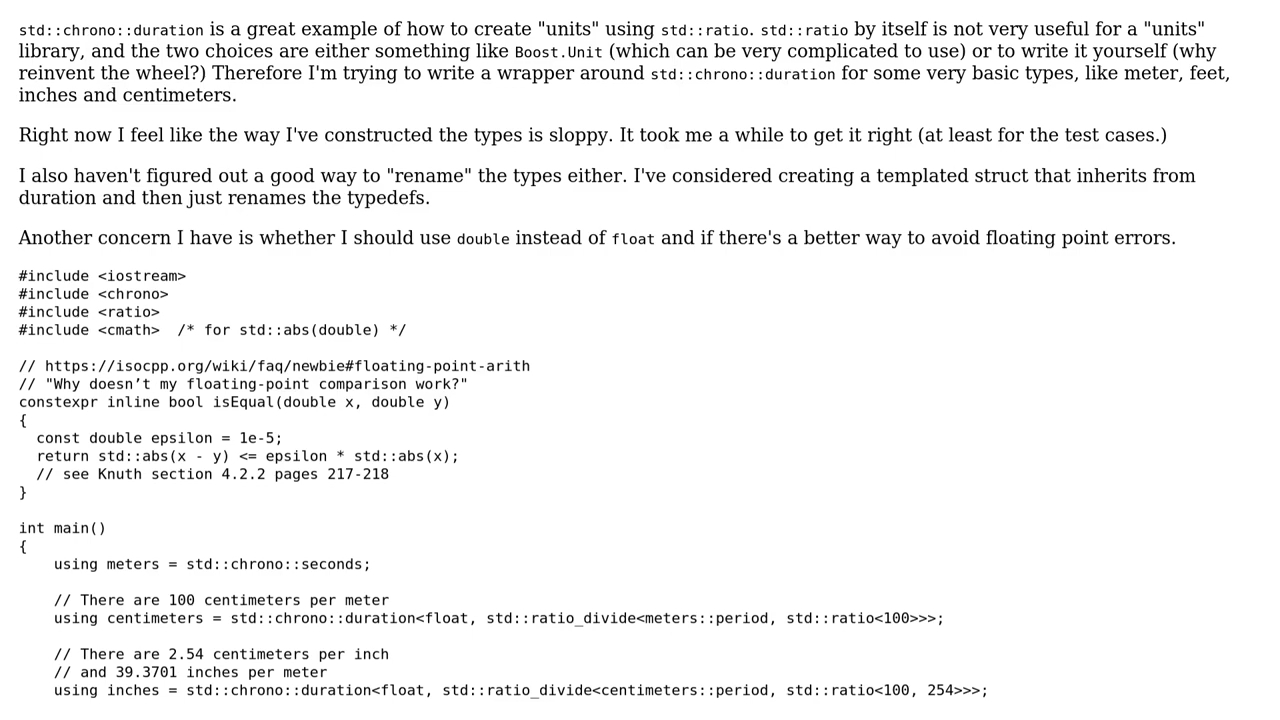 std::chrono::duration is a great example of how to create "units" using std::ratio. std::ratio by itself is not very useful for a "units"
library, and the two choices are either something like Boost.Unit (which can be very complicated to use) or to write it yourself (why
reinvent the wheel?) Therefore I'm trying to write a wrapper around std::chrono::duration for some very basic types, like meter, feet,
inches and centimeters.
Right now I feel like the way I've constructed the types is sloppy. It took me a while to get it right (at least for the test cases.)
I also haven't figured out a good way to "rename" the types either. I've considered creating a templated struct that inherits from
duration and then just renames the typedefs.
Another concern I have is whether I should use double instead of float and if there's a better way to avoid floating point errors.
#include <iostream>
#include <chrono>
#include <ratio>
#include <cmath>  /* for std::abs(double) */
// https://isocpp.org/wiki/faq/newbie#floating-point-arith
// "Why doesn’t my floating-point comparison work?"
constexpr inline bool isEqual(double x, double y)
{
  const double epsilon = 1e-5;
  return std::abs(x - y) <= epsilon * std::abs(x);
  // see Knuth section 4.2.2 pages 217-218
}
int main()
{
    using meters = std::chrono::seconds;
    // There are 100 centimeters per meter
    using centimeters = std::chrono::duration<float, std::ratio_divide<meters::period, std::ratio<100>>>;
    // There are 2.54 centimeters per inch
    // and 39.3701 inches per meter
    using inches = std::chrono::duration<float, std::ratio_divide<centimeters::period, std::ratio<100, 254>>>;